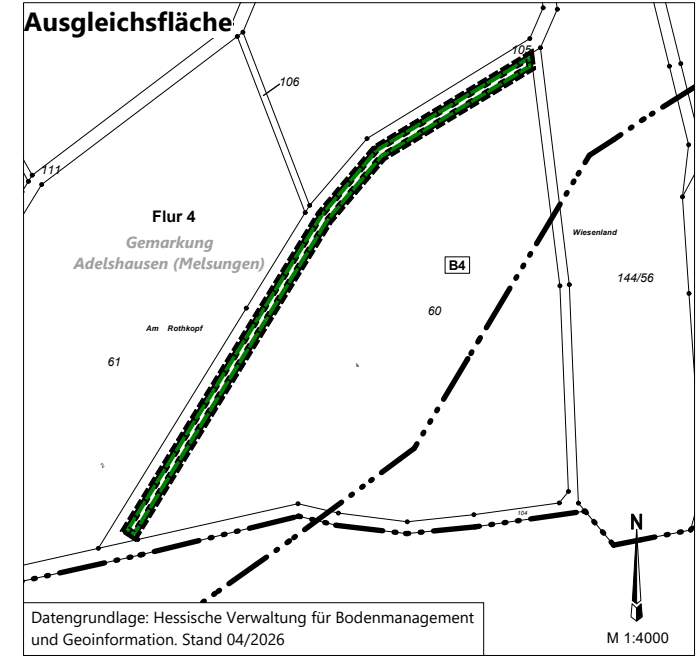 Ausgleichsfläche
105
106
111
Flur 4
Gemarkung
Adelshausen (Melsungen)
Wiesenland
B4
144/56
60
Am Rothkopf
61
104
N
Datengrundlage: Hessische Verwaltung für Bodenmanagement
und Geoinformation. Stand 04/2026
M 1:4000